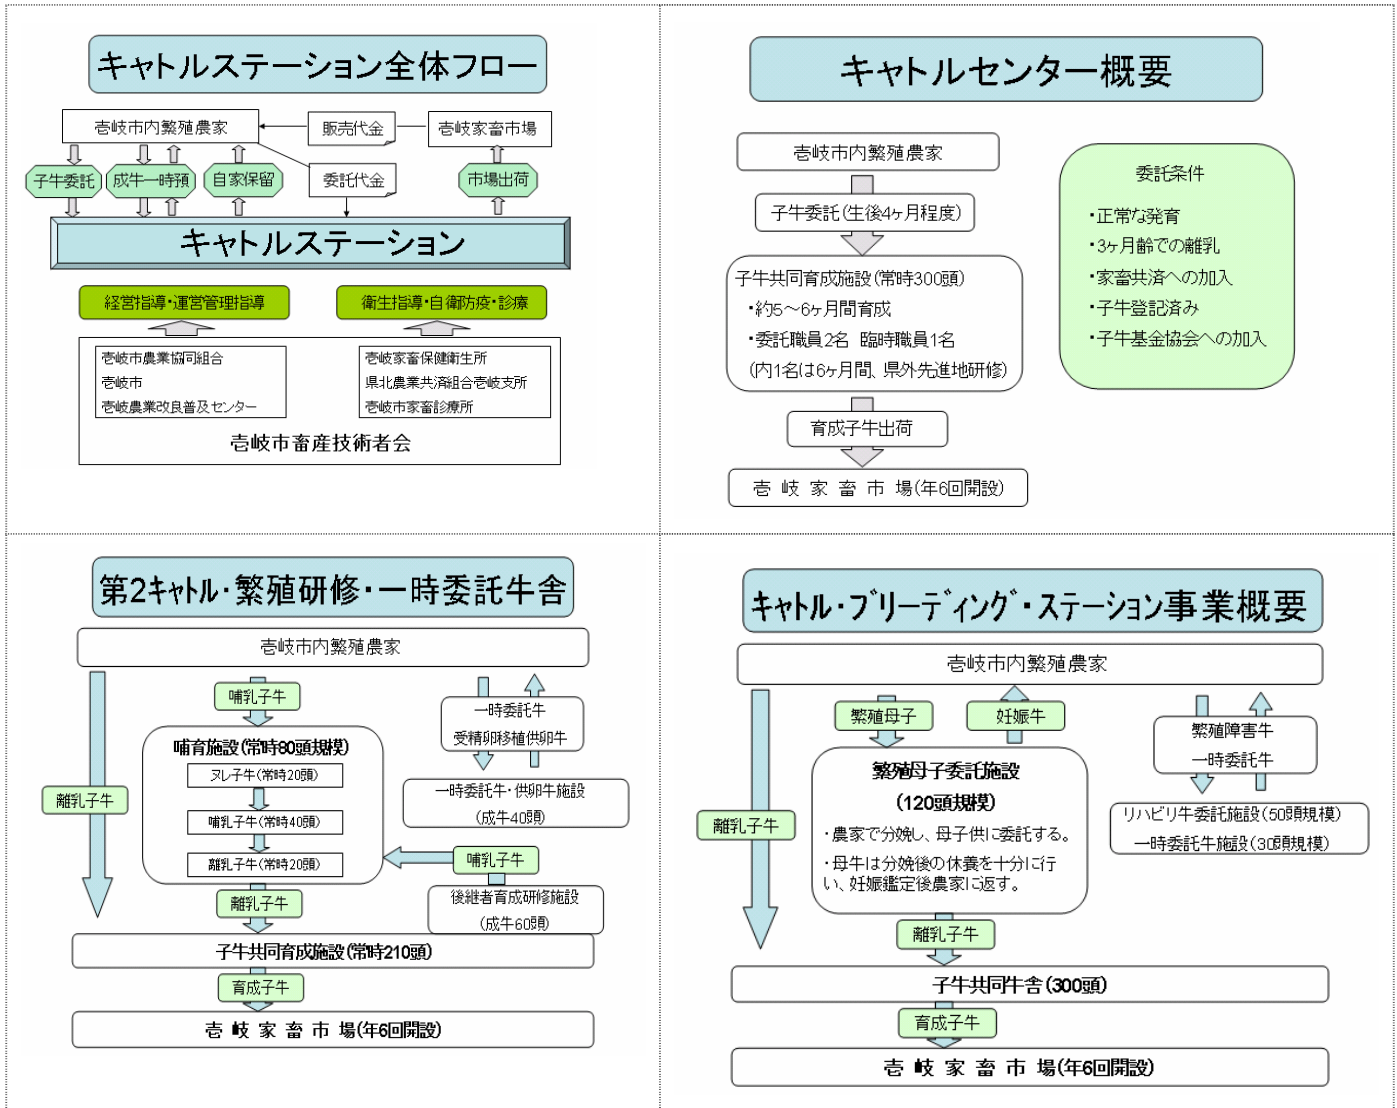 キャトルステーション全体フロー
壱岐市内繁殖農家
販売代金
壱岐家畜市場
子牛委託
成牛一時預
自家保留
委託代金
市場出荷
キャトルステーション
経営指導・運営管理指導
衛生指導・自衛防疫・診療
壱岐市農業協同組合
壱岐市
壱岐農業改良普及センター
壱岐家畜保健衛生所
県北農業共済組合壱岐支所
壱岐市家畜診療所
壱岐市畜産技術者会
キャトルセンター概要
壱岐市内繁殖農家
子牛委託(生後4ヶ月程度)
子牛共同育成施設(常時300頭)
・約5～6ヶ月間育成
・委託職員2名 臨時職員1名
(内1名は6ヶ月間、県外先進地研修)
育成子牛出荷
壱 岐 家 畜 市 場(年6回開設)
委託条件
・正常な発育
・3ヶ月齢での離乳
・家畜共済への加入
・子牛登記済み
・子牛基金協会への加入
第2キャトル・繁殖研修・一時委託牛舎
壱岐市内繁殖農家
哺乳子牛
一時委託牛
受精卵移植供卵牛
哺育施設(常時80頭規模)
ヌレ子牛(常時20頭)
哺乳子牛(常時40頭)
離乳子牛(常時20頭)
離乳子牛
一時委託牛・供卵牛施設
(成牛40頭)
哺乳子牛
後継者育成研修施設
(成牛60頭)
離乳子牛
子牛共同育成施設(常時210頭)
育成子牛
壱 岐 家 畜 市 場(年6回開設)
キャトル・ブリーディング・ステーション事業概要
壱岐市内繁殖農家
繁殖母子
妊娠牛
繁殖障害牛
一時委託牛
繁殖母子委託施設
(120頭規模)
・農家で分娩し、母子供に委託する。
・母牛は分娩後の休養を十分に行
い、妊娠鑑定後農家に返す。
離乳子牛
リハビリ牛委託施設(50頭規模)
一時委託牛施設(30頭規模)
離乳子牛
子牛共同牛舎(300頭)
育成子牛
壱 岐 家 畜 市 場(年6回開設)